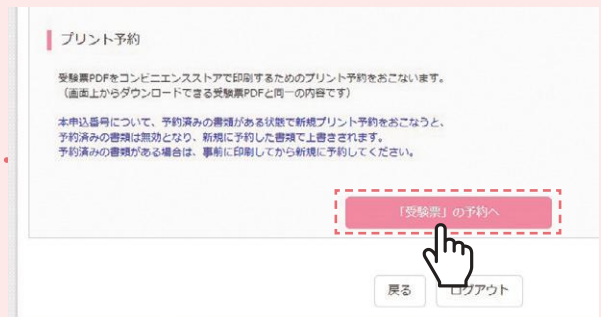 プリント予約
受験票PDFをコンビニエンスストアで印刷するためのプリント予約をおこないます。
（画面上からダウンロードできる受験票PDFと同一の内容です）
本申込番号について、予約済みの書類がある状態で新規プリント予約をおこなうと、
予約済みの書類は無効となり、新規に予約した書類で上書きされます。
予約済みの書類がある場合は、事前に印刷してから新規に予約してください。
「受験票」の予約へ
戻る
ログアウト